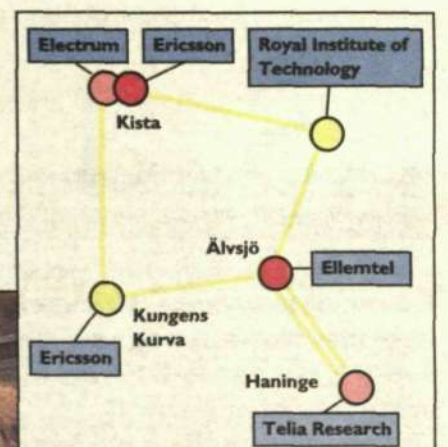 Electrum
Ericsson
Royal Institute of
Technology
Kista
Älvsjö
Ellemtel
Kungens
Kurva
Ericsson
Haninge
Telia Research